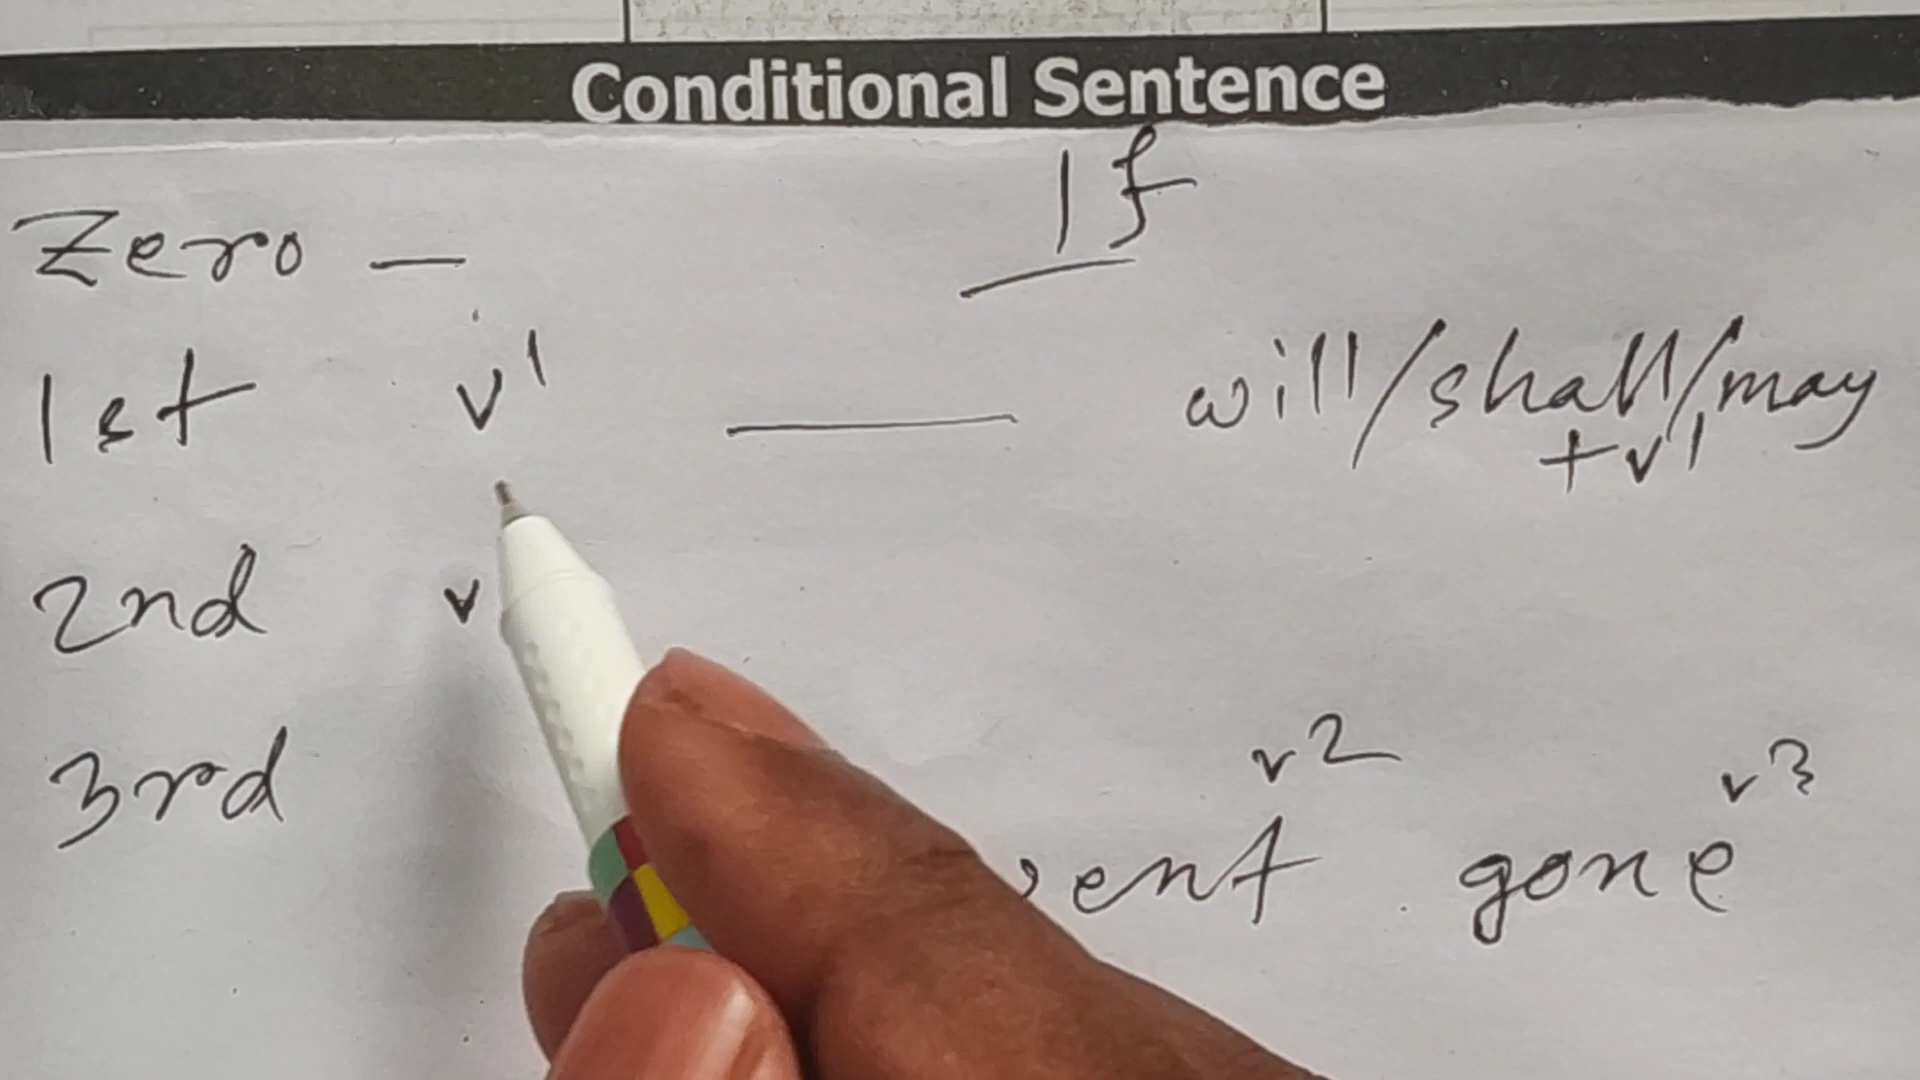 Conditional Sentence
If
Zero —
1st v1 —— will/shall/may
+v1
2nd v
3rd
v2 v3
ent gone